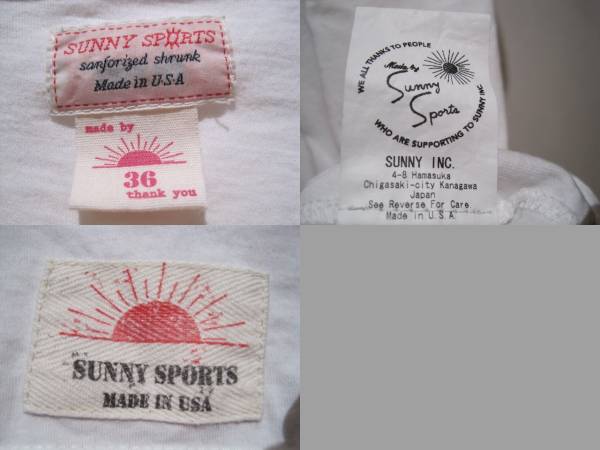 SUNNY SPORTS
sanforized shrunk
Made in U.S.A
made by
36
thank you
WE ALL THANKS TO PEOPLE
Made by
Sunny
Sports
WHO ARE SUPPORTING TO SUNNY INC
SUNNY INC.
4-8 Hamasuka
Chigasaki-city Kanagawa
Japan
See Reverse For Care.
Made in U.S.A.
SUNNY SPORTS
MADE IN USA